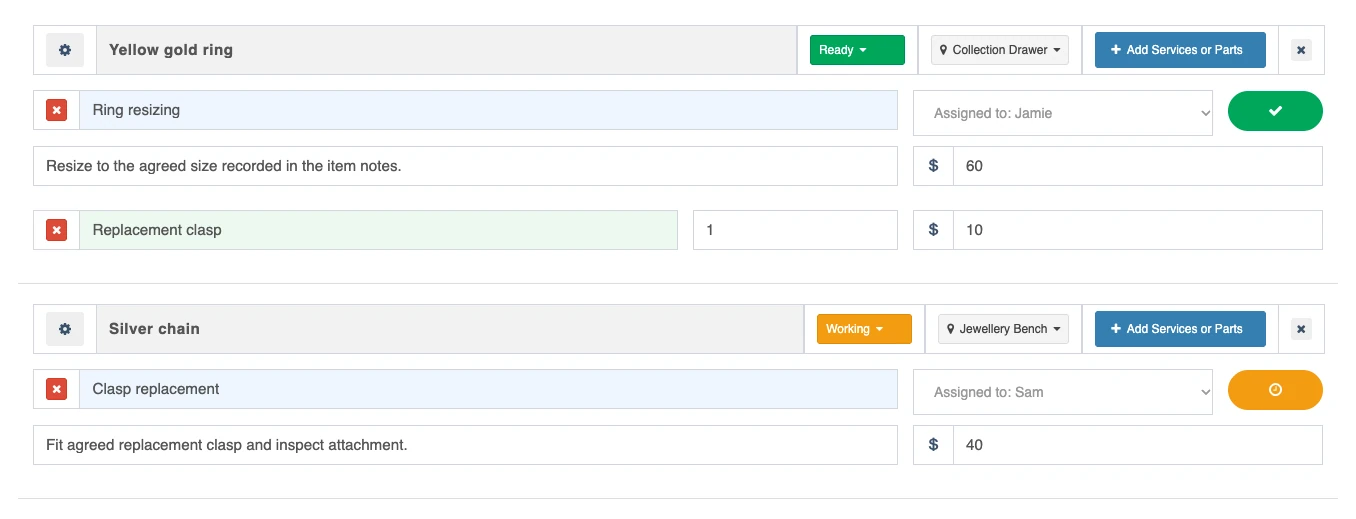 Yellow gold ring Ready Collection Drawer + Add Services or Parts
Ring resizing Assigned to: Jamie
Resize to the agreed size recorded in the item notes. $ 60
Replacement clasp 1 $ 10
Silver chain Working Jewellery Bench + Add Services or Parts
Clasp replacement Assigned to: Sam
Fit agreed replacement clasp and inspect attachment. $ 40